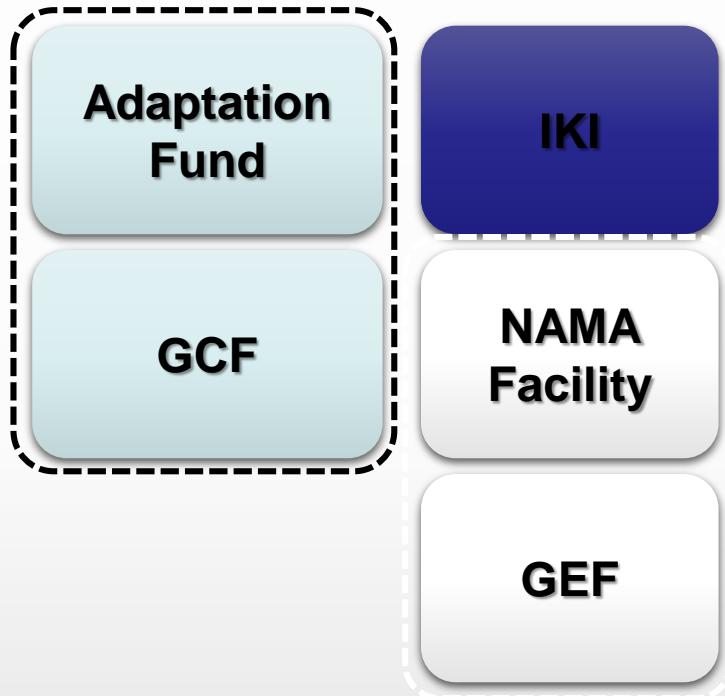 Adaptation
Fund
IKI
GCF
NAMA
Facility
GEF